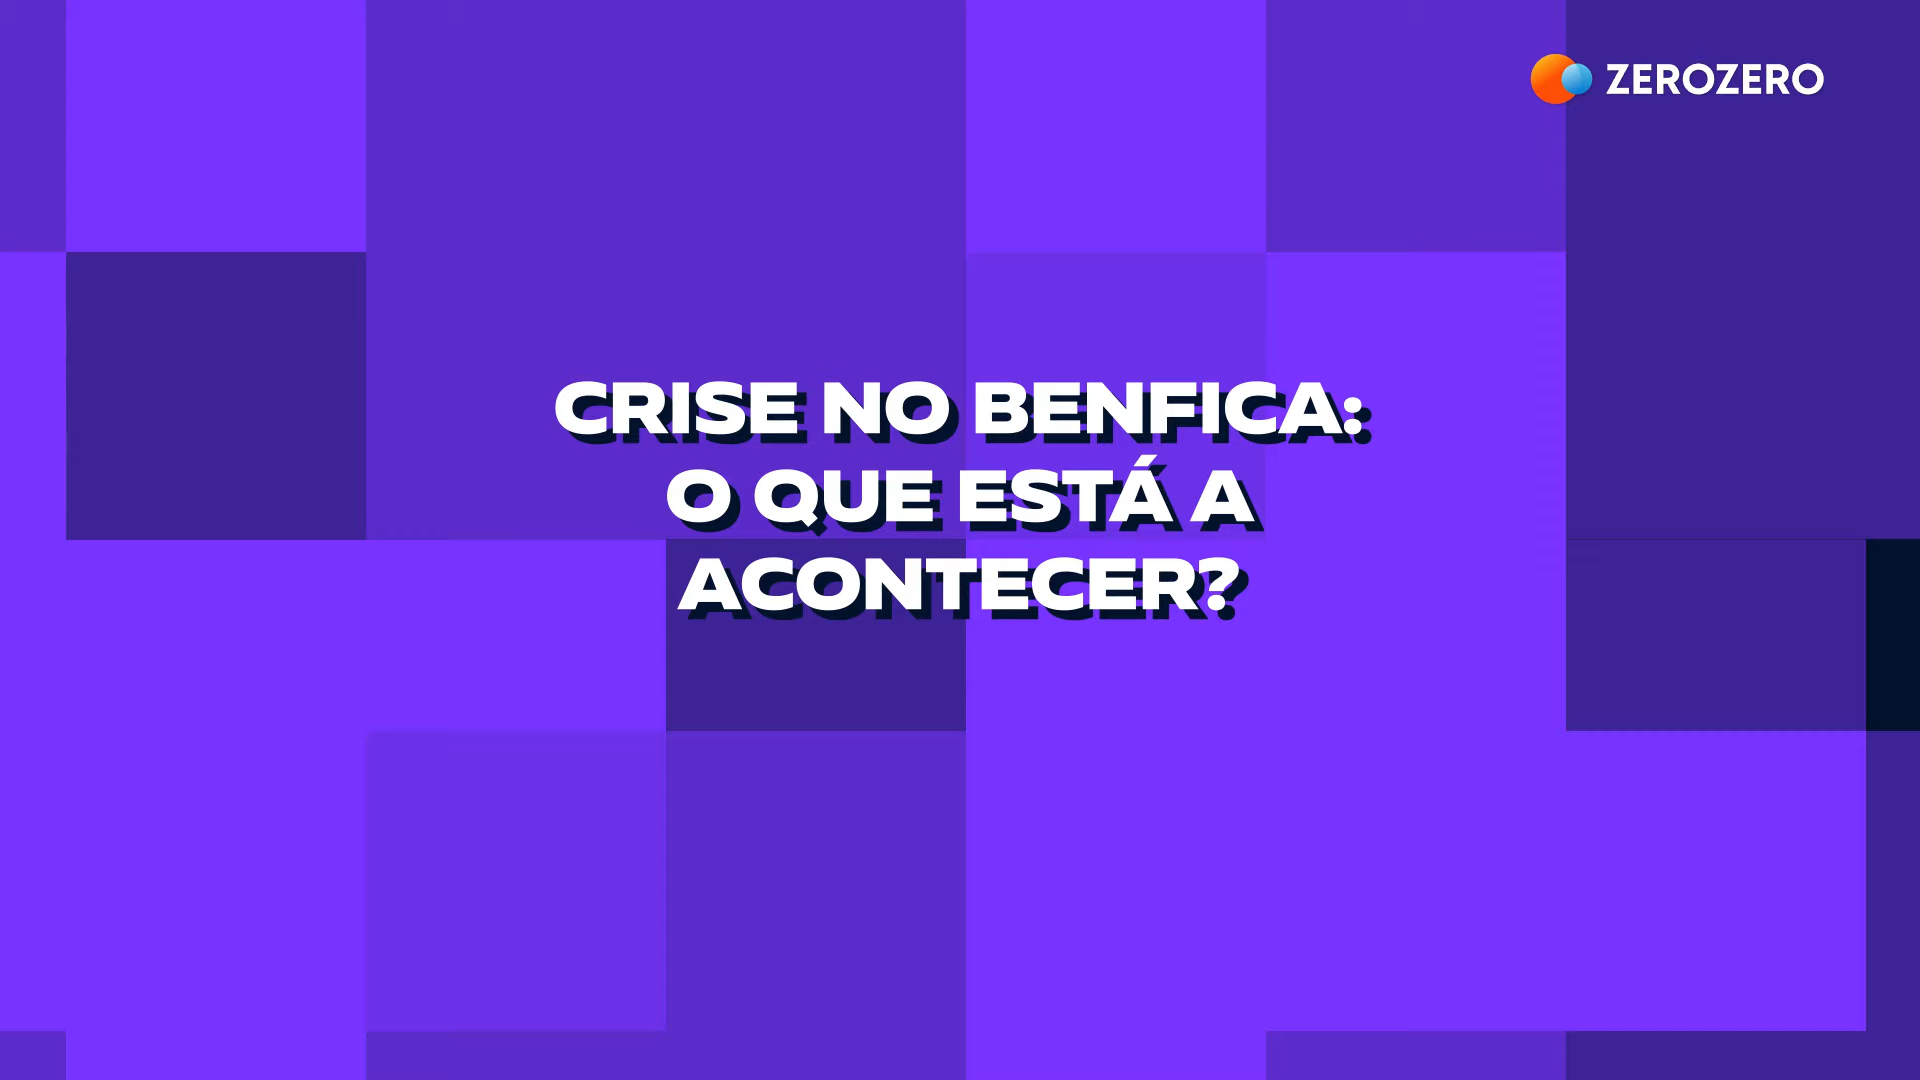 ZEROZERO
CRISE NO BENFICA:
O QUE ESTÁ A
ACONTECER?